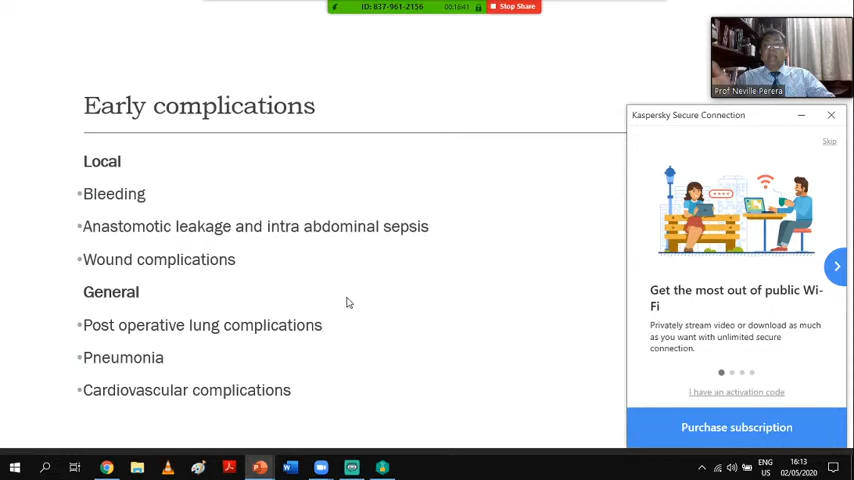 ID: 837-961-2156
00:16:41
Stop Share
Prof Neville Perera
Early complications
Local
•Bleeding
•Anastomotic leakage and intra abdominal sepsis
•Wound complications
General
•Post operative lung complications
•Pneumonia
•Cardiovascular complications
Kaspersky Secure Connection
Skip
Get the most out of public Wi-
Fi
Privately stream video or download as much
as you want with unlimited secure
connection.
I have an activation code
Purchase subscription
ENG
US
16:13
02/05/2020